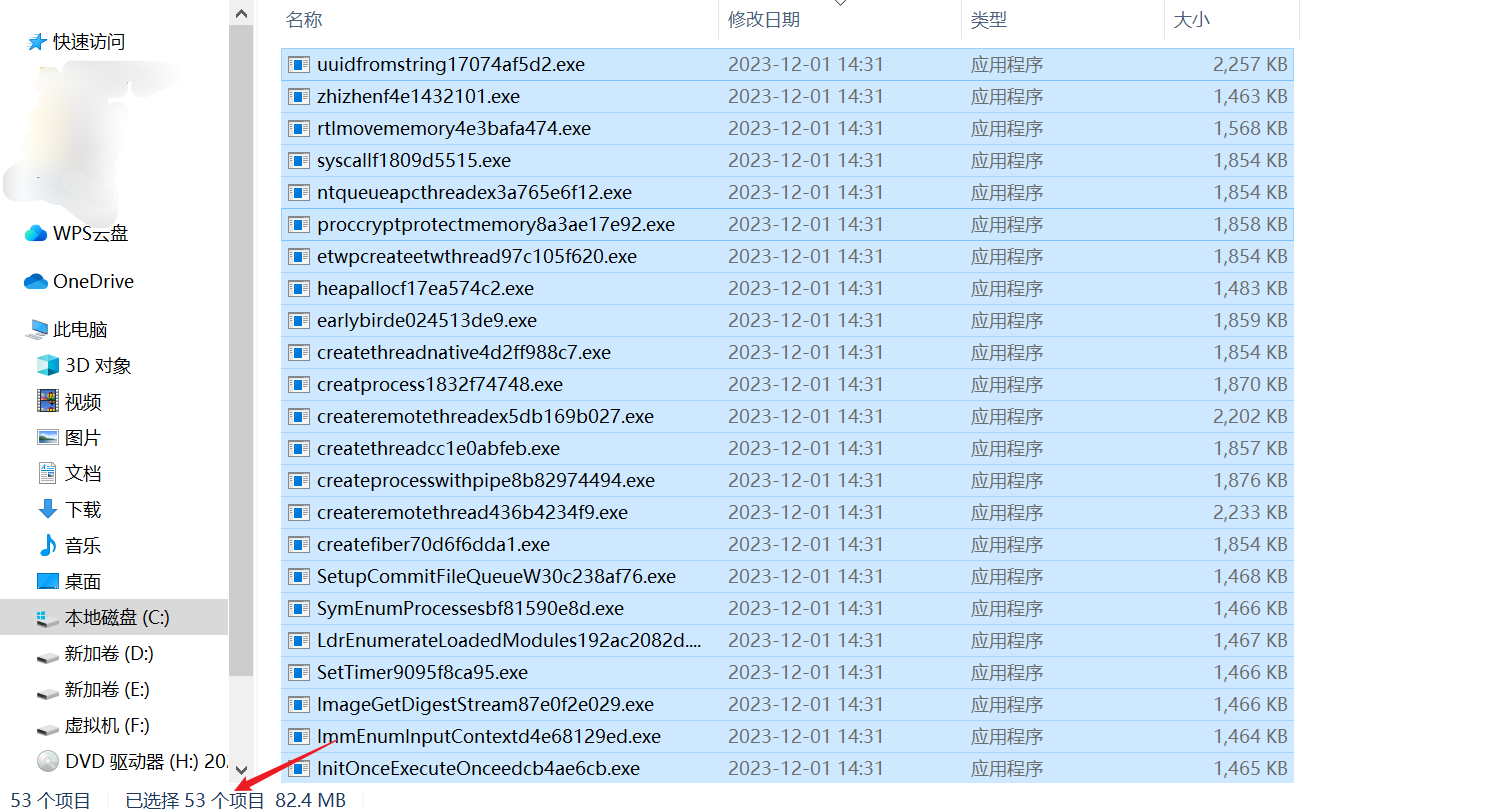 快速访问
WPS云盘
OneDrive
此电脑
3D 对象
视频
图片
文档
下载
音乐
桌面
本地磁盘 (C:)
新加卷 (D:)
新加卷 (E:)
虚拟机 (F:)
DVD 驱动器 (H:) 202
名称 修改日期 类型 大小
uuidfromstring17074af5d2.exe 2023-12-01 14:31 应用程序 2,257 KB
zhizhenf4e1432101.exe 2023-12-01 14:31 应用程序 1,463 KB
rtlmovememory4e3bafa474.exe 2023-12-01 14:31 应用程序 1,568 KB
syscallf1809d5515.exe 2023-12-01 14:31 应用程序 1,854 KB
ntqueueapcthreadex3a765e6f12.exe 2023-12-01 14:31 应用程序 1,854 KB
proccryptprotectmemory8a3ae17e92.exe 2023-12-01 14:31 应用程序 1,858 KB
etwpcreateetwthread97c105f620.exe 2023-12-01 14:31 应用程序 1,854 KB
heapallocf17ea574c2.exe 2023-12-01 14:31 应用程序 1,483 KB
earlybirde024513de9.exe 2023-12-01 14:31 应用程序 1,859 KB
createthreadnative4d2ff988c7.exe 2023-12-01 14:31 应用程序 1,854 KB
creatprocess1832f74748.exe 2023-12-01 14:31 应用程序 1,870 KB
createremotethreadex5db169b027.exe 2023-12-01 14:31 应用程序 2,202 KB
createthreadcc1e0abfeb.exe 2023-12-01 14:31 应用程序 1,857 KB
createprocesswithpipe8b82974494.exe 2023-12-01 14:31 应用程序 1,876 KB
createremotethread436b4234f9.exe 2023-12-01 14:31 应用程序 2,233 KB
createfiber70d6f6dda1.exe 2023-12-01 14:31 应用程序 1,854 KB
SetupCommitFileQueueW30c238af76.exe 2023-12-01 14:31 应用程序 1,468 KB
SymEnumProcessesbf81590e8d.exe 2023-12-01 14:31 应用程序 1,466 KB
LdrEnumerateLoadedModules192ac2082d.... 2023-12-01 14:31 应用程序 1,467 KB
SetTimer9095f8ca95.exe 2023-12-01 14:31 应用程序 1,466 KB
ImageGetDigestStream87e0f2e029.exe 2023-12-01 14:31 应用程序 1,466 KB
ImmEnumInputContextd4e68129ed.exe 2023-12-01 14:31 应用程序 1,464 KB
InitOnceExecuteOnceedcb4ae6cb.exe 2023-12-01 14:31 应用程序 1,465 KB
53 个项目 已选择 53 个项目 82.4 MB